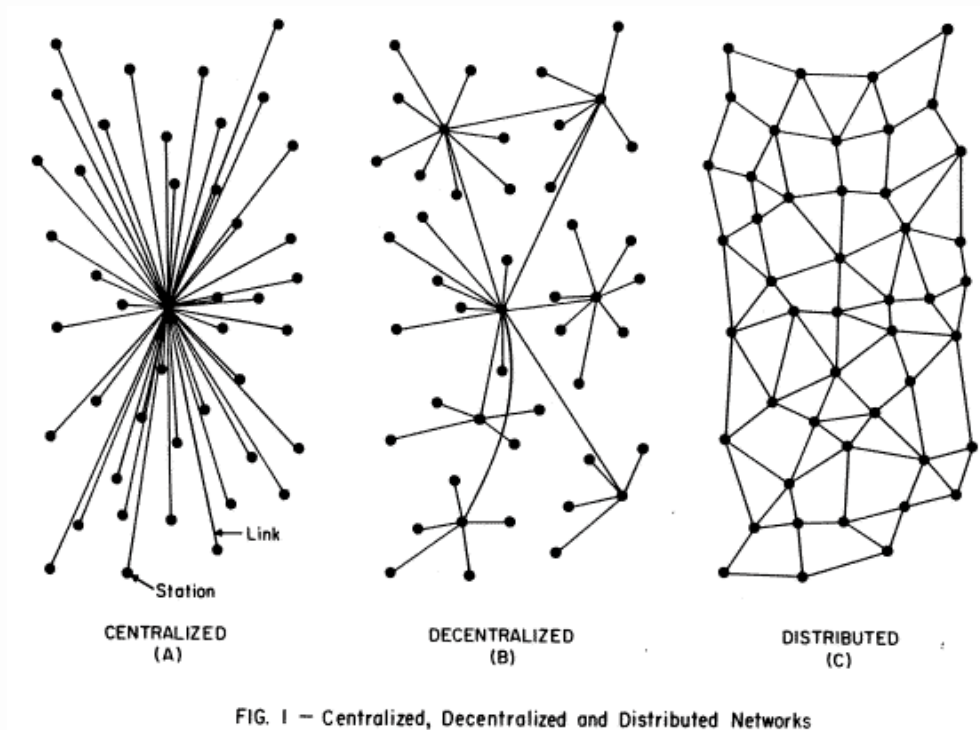 Link
Station
CENTRALIZED
(A)
DECENTRALIZED
(B)
DISTRIBUTED
(C)
FIG. I – Centralized, Decentralized and Distributed Networks